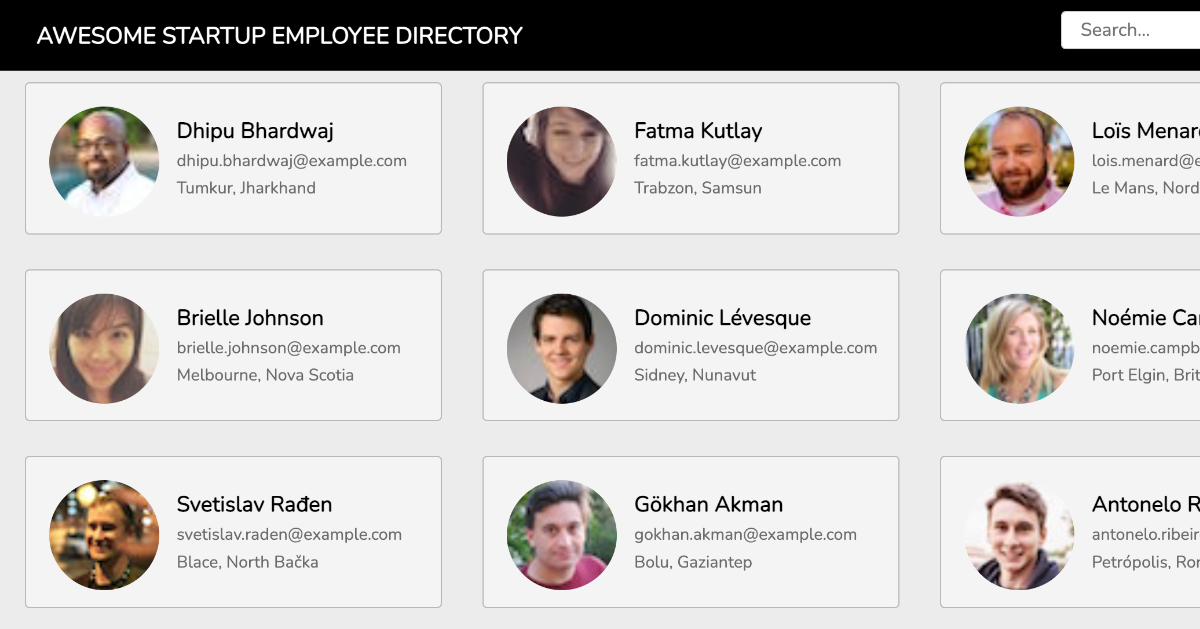 AWESOME STARTUP EMPLOYEE DIRECTORY
Search...
Dhipu Bhardwaj
dhipu.bhardwaj@example.com
Tumkur, Jharkhand
Fatma Kutlay
fatma.kutlay@example.com
Trabzon, Samsun
Loïs Menar
lois.menard@e
Le Mans, Nord
Brielle Johnson
brielle.johnson@example.com
Melbourne, Nova Scotia
Dominic Lévesque
dominic.levesque@example.com
Sidney, Nunavut
Noémie Ca
noemie.campb
Port Elgin, Brit
Svetislav Rađen
svetislav.raden@example.com
Blace, North Bačka
Gökhan Akman
gokhan.akman@example.com
Bolu, Gaziantep
Antonelo R
antonelo.ribeir
Petrópolis, Ror